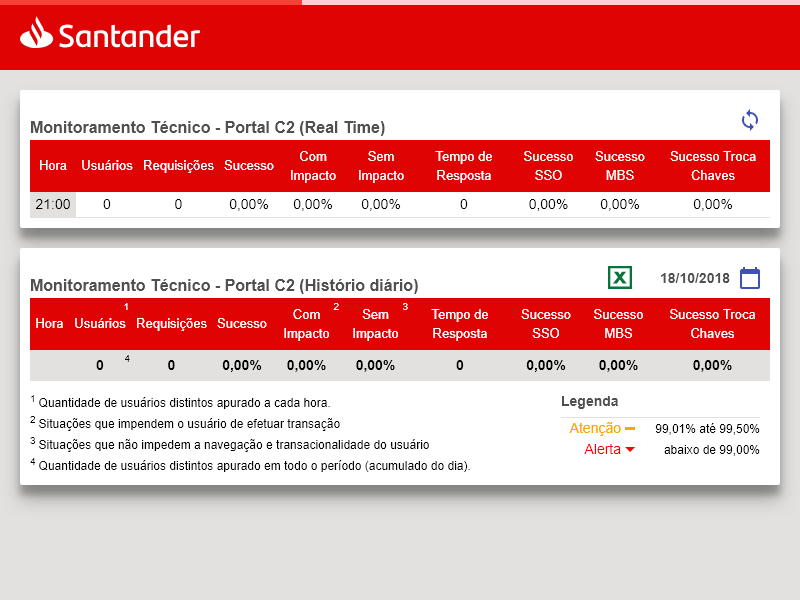 Santander
Monitoramento Técnico - Portal C2 (Real Time)
Hora Usuários Requisições Sucesso Com Impacto Sem Impacto Tempo de Resposta Sucesso SSO Sucesso MBS Sucesso Troca Chaves
21:00 0 0 0,00% 0,00% 0,00% 0 0,00% 0,00% 0,00%
Monitoramento Técnico - Portal C2 (Histório diário) 18/10/2018
Hora Usuários 1 Requisições Sucesso Com Impacto 2 Sem Impacto 3 Tempo de Resposta Sucesso SSO Sucesso MBS Sucesso Troca Chaves
0 4 0 0,00% 0,00% 0,00% 0 0,00% 0,00% 0,00%
1 Quantidade de usuários distintos apurado a cada hora.
2 Situações que impendem o usuário de efetuar transação
3 Situações que não impedem a navegação e transacionalidade do usuário
4 Quantidade de usuários distintos apurado em todo o período (acumulado do dia).
Legenda
Atenção 99,01% até 99,50%
Alerta abaixo de 99,00%